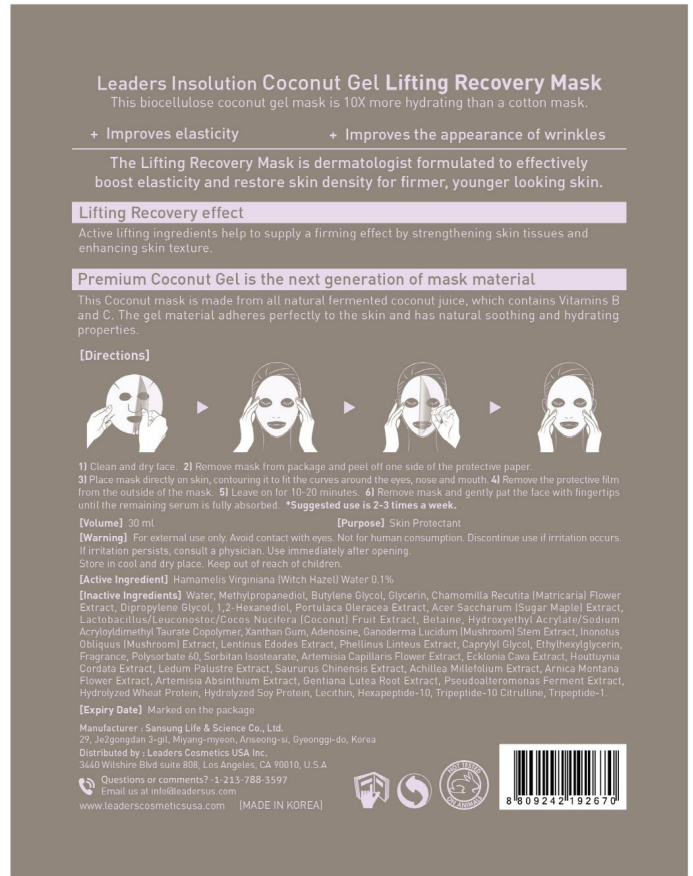 Leaders Insolution Coconut Gel Lifting Recovery Mask
This biocellulose coconut gel mask is 10X more hydrating than a cotton mask.
+ Improves elasticity + Improves the appearance of wrinkles
The Lifting Recovery Mask is dermatologist formulated to effectively
boost elasticity and restore skin density for firmer, younger looking skin.
Lifting Recovery effect
Active lifting ingredients help to supply a firming effect by strengthening skin tissues and
enhancing skin texture.
Premium Coconut Gel is the next generation of mask material
This Coconut mask is made from all natural fermented coconut juice, which contains Vitamins B
and C. The gel material adheres perfectly to the skin and has natural soothing and hydrating
properties.
[Directions]
1) Clean and dry face. 2) Remove mask from package and peel off one side of the protective paper.
3) Place mask directly on skin, contouring it to fit the curves around the eyes, nose and mouth. 4) Remove the protective film
from the outside of the mask. 5) Leave on for 10-20 minutes. 6) Remove mask and gently pat the face with fingertips
until the remaining serum is fully absorbed. *Suggested use is 2-3 times a week.
[Volume] 30 ml [Purpose] Skin Protectant
[Warning] For external use only. Avoid contact with eyes. Not for human consumption. Discontinue use if irritation occurs.
If irritation persists, consult a physician. Use immediately after opening.
Store in cool and dry place. Keep out of reach of children.
[Active Ingredient] Hamamelis Virginiana (Witch Hazel) Water 0.1%
[Inactive Ingredients] Water, Methylpropanediol, Butylene Glycol, Glycerin, Chamomilla Recutita (Matricaria) Flower
Extract, Dipropylene Glycol, 1,2-Hexanediol, Portulaca Oleracea Extract, Acer Saccharum (Sugar Maple) Extract,
Lactobacillus/Leuconostoc/Cocos Nucifera (Coconut) Fruit Extract, Betaine, Hydroxyethyl Acrylate/Sodium
Acryloyldimethyl Taurate Copolymer, Xanthan Gum, Adenosine, Ganoderma Lucidum (Mushroom) Stem Extract, Inonotus
Obliquus (Mushroom) Extract, Lentinus Edodes Extract, Phellinus Linteus Extract, Caprylyl Glycol, Ethylhexylglycerin,
Fragrance, Polysorbate 60, Sorbitan Isostearate, Artemisia Capillaris Flower Extract, Ecklonia Cava Extract, Houttuynia
Cordata Extract, Ledum Palustre Extract, Saururus Chinensis Extract, Achillea Millefolium Extract, Arnica Montana
Flower Extract, Artemisia Absinthium Extract, Gentiana Lutea Root Extract, Pseudoalteromonas Ferment Extract,
Hydrolyzed Wheat Protein, Hydrolyzed Soy Protein, Lecithin, Hexapeptide-10, Tripeptide-10 Citrulline, Tripeptide-1.
[Expiry Date] Marked on the package
Manufacturer : Sansung Life & Science Co., Ltd.
29, Je2gongdan 3-gil, Miyang-myeon, Anseong-si, Gyeonggi-do, Korea
Distributed by : Leaders Cosmetics USA Inc.
3440 Wilshire Blvd suite 808, Los Angeles, CA 90010, U.S.A
Questions or comments? -1-213-788-3597
Email us at info@leadersus.com
www.leaderscosmeticsusa.com [MADE IN KOREA]
NOT TESTED
ON ANIMALS
8 809242 192670